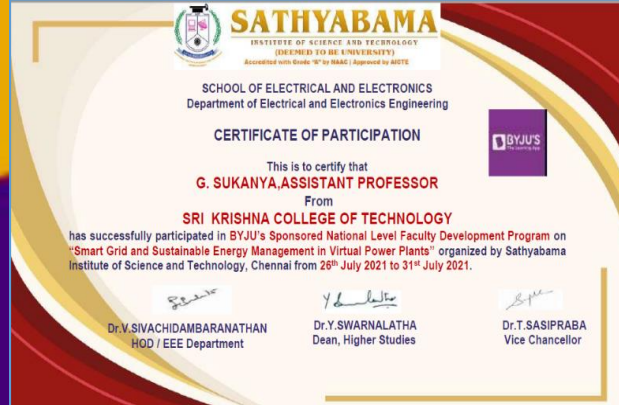 SATHYABAMA
INSTITUTE OF SCIENCE AND TECHNOLOGY
(DEEMED TO BE UNIVERSITY)
Accredited with Grade "B" by NAAC | Approved by AICTE
SCHOOL OF ELECTRICAL AND ELECTRONICS
Department of Electrical and Electronics Engineering
CERTIFICATE OF PARTICIPATION
BYJU'S
The Learning App
This is to certify that
G. SUKANYA,ASSISTANT PROFESSOR
From
SRI KRISHNA COLLEGE OF TECHNOLOGY
has successfully participated in BYJU's Sponsored National Level Faculty Development Program on
"Smart Grid and Sustainable Energy Management in Virtual Power Plants" organized by Sathyabama
Institute of Science and Technology, Chennai from 26th July 2021 to 31st July 2021.
Dr.V.SIVACHIDAMBARANATHAN
HOD / EEE Department
Dr.Y.SWARNALATHA
Dean, Higher Studies
Dr.T.SASIPRABA
Vice Chancellor